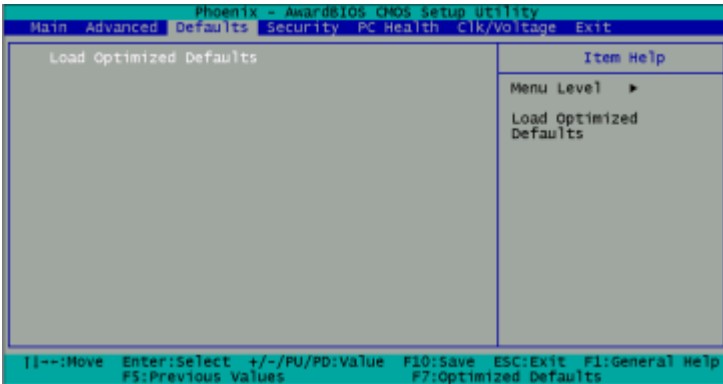 Phoenix - AwardBIOS CMOS Setup Utility
Main Advanced Defaults Security PC Health Clk/Voltage Exit
Load Optimized Defaults
Item Help
Menu Level ►
Load Optimized
Defaults
||--:Move Enter:Select +/-/PU/PD:Value F10:Save ESC:Exit F1:General Help
F5:Previous Values F7:Optimized Defaults